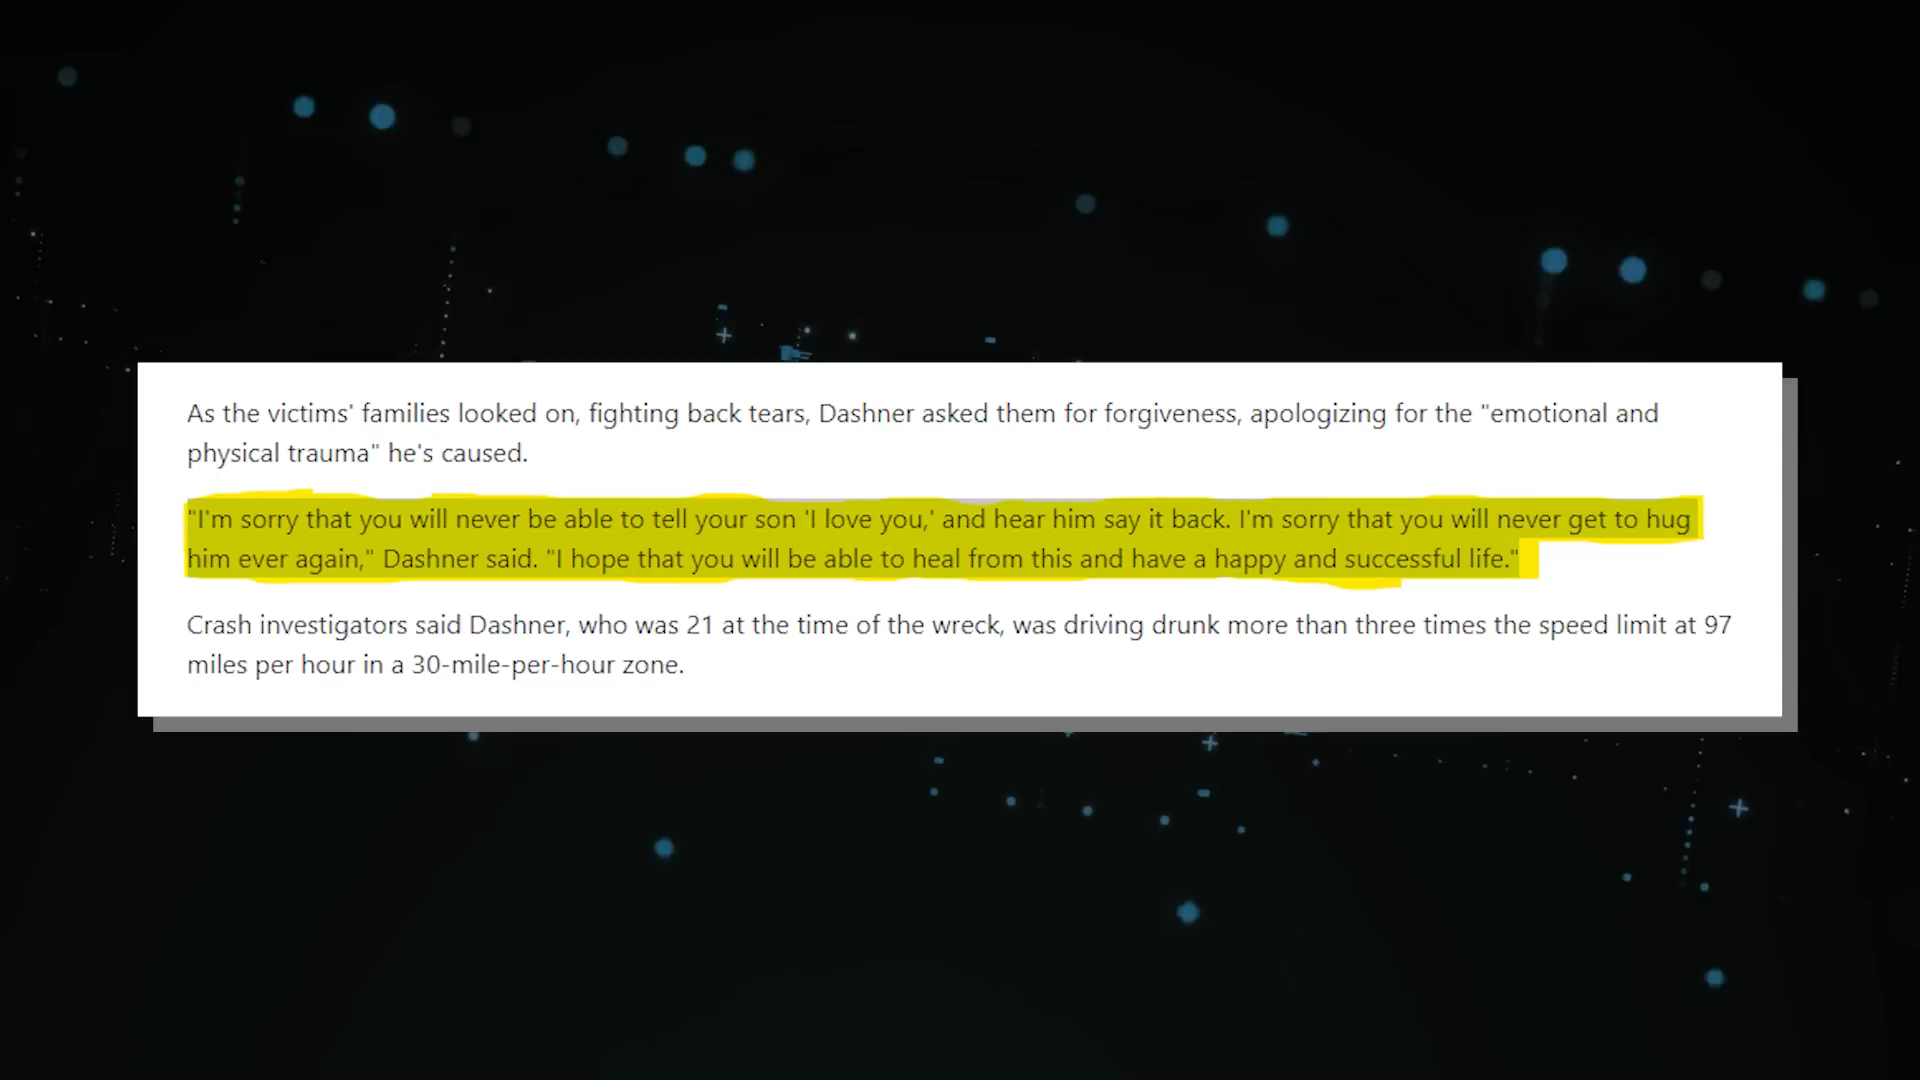 As the victims' families looked on, fighting back tears, Dashner asked them for forgiveness, apologizing for the "emotional and
physical trauma" he's caused.
"I'm sorry that you will never be able to tell your son 'I love you,' and hear him say it back. I'm sorry that you will never get to hug
him ever again," Dashner said. "I hope that you will be able to heal from this and have a happy and successful life."
Crash investigators said Dashner, who was 21 at the time of the wreck, was driving drunk more than three times the speed limit at 97
miles per hour in a 30-mile-per-hour zone.